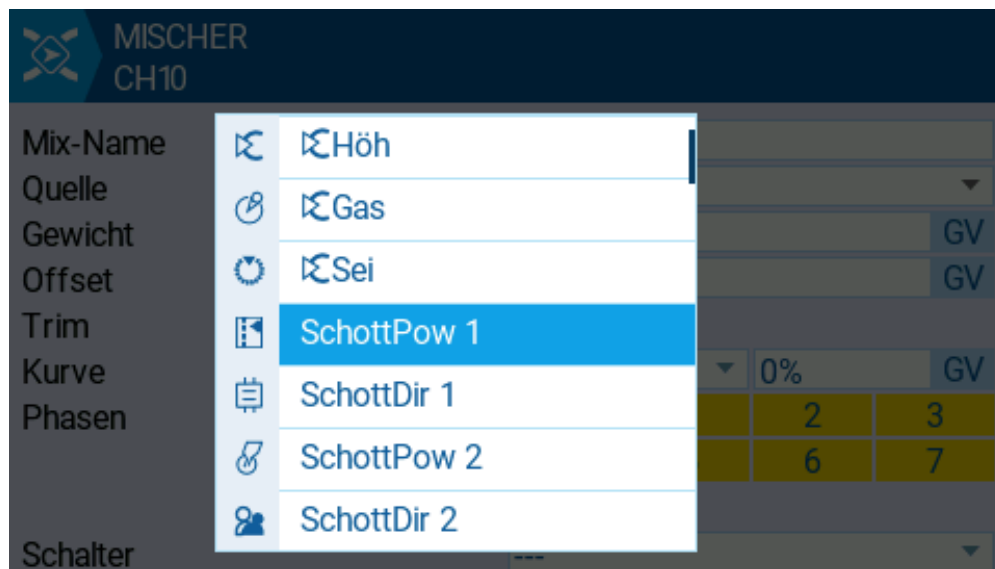 MISCHER
CH10
Mix-Name
Quelle
Gewicht GV
Offset GV
Trim
Kurve 0% GV
Phasen 2 3
6 7
Schalter ---
Höh
Gas
Sei
SchottPow 1
SchottDir 1
SchottPow 2
SchottDir 2